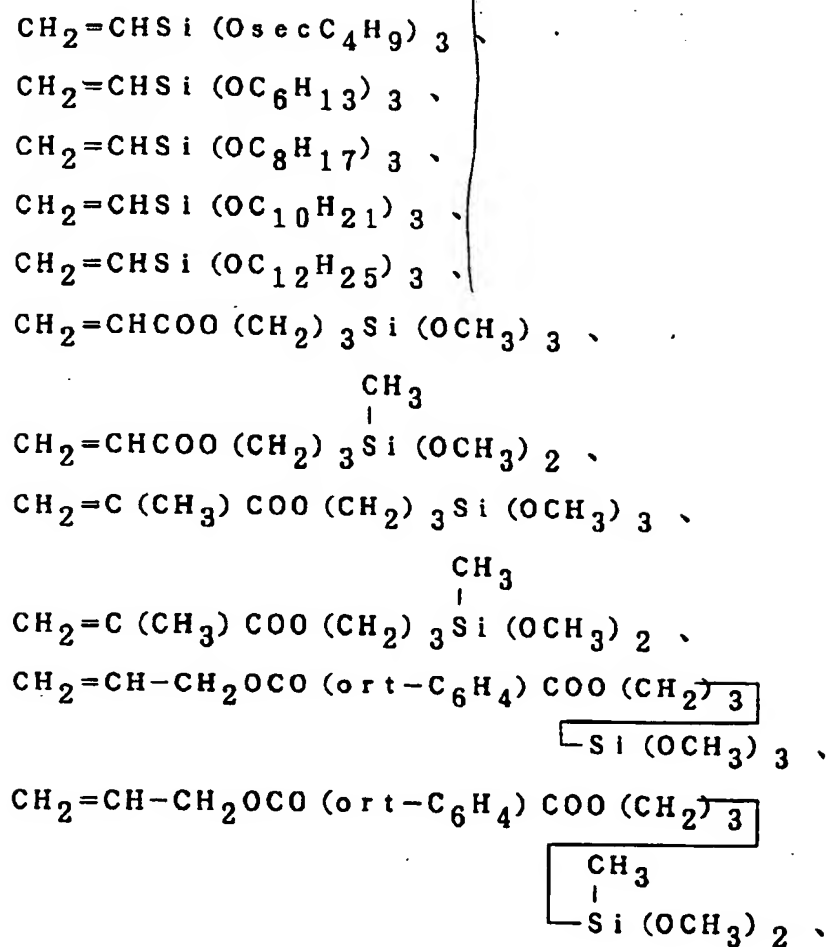 CH2=CHSi(OsecC4H9)3、
CH2=CHSi(OC6H13)3、
CH2=CHSi(OC8H17)3、
CH2=CHSi(OC10H21)3、
CH2=CHSi(OC12H25)3、
CH2=CHCOO(CH2)3Si(OCH3)3、
CH3
CH2=CHCOO(CH2)3Si(OCH3)2、
CH2=C(CH3)COO(CH2)3Si(OCH3)3、
CH3
CH2=C(CH3)COO(CH2)3Si(OCH3)2、
CH2=CH-CH2OCO(ort-C6H4)COO(CH2)3
-Si(OCH3)3、
CH2=CH-CH2OCO(ort-C6H4)COO(CH2)3
CH3
-Si(OCH3)2、